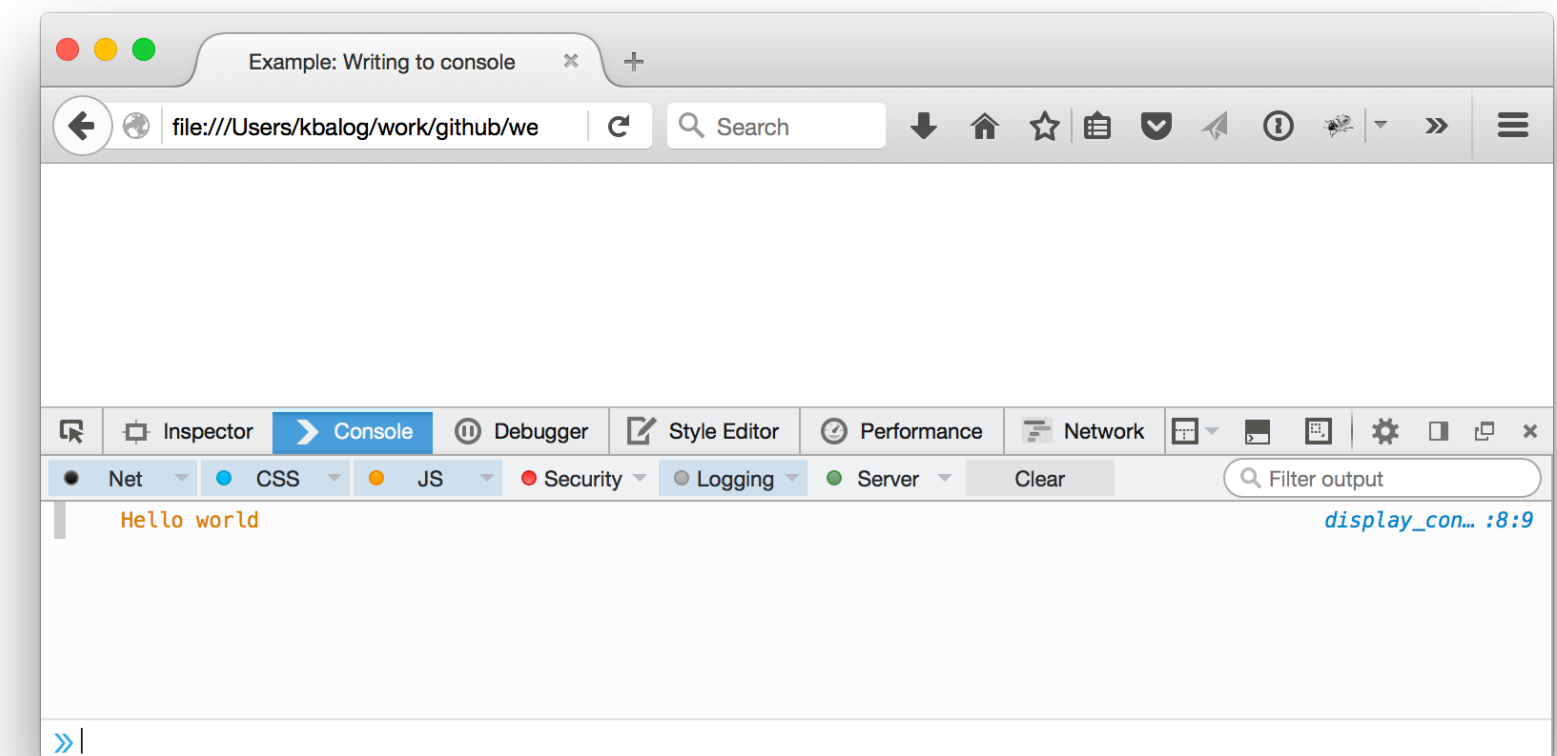 Example: Writing to console
file:///Users/kbalog/work/github/we
Search
Inspector Console Debugger Style Editor Performance Network
Net CSS JS Security Logging Server Clear Filter output
Hello world display_con… :8:9